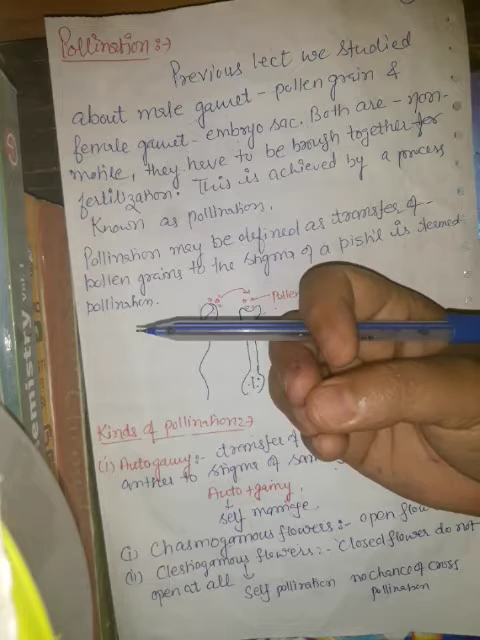 Pollination :-)
Previous lect we studied
about male gamet - pollen grain &
female gamet - embryo sac. Both are - non-
motile, they have to be brough together for
fertilization. This is achieved by a process
Known as pollination.
Pollination may be defined as transfer of -
pollen grains to the stigma of a pistil is termed
pollination.
Pollen
Kinds of pollination :-)
(i) Autogamy :- transfer of
anther to stigma of sam
Auto + gamy
self marriage.
(i) Chasmogamous flowers :- open flow
(ii) Cleistogamous flowers :- Closed flower do not
open at all
Self pollination
no chance of cross
pollination
emistry